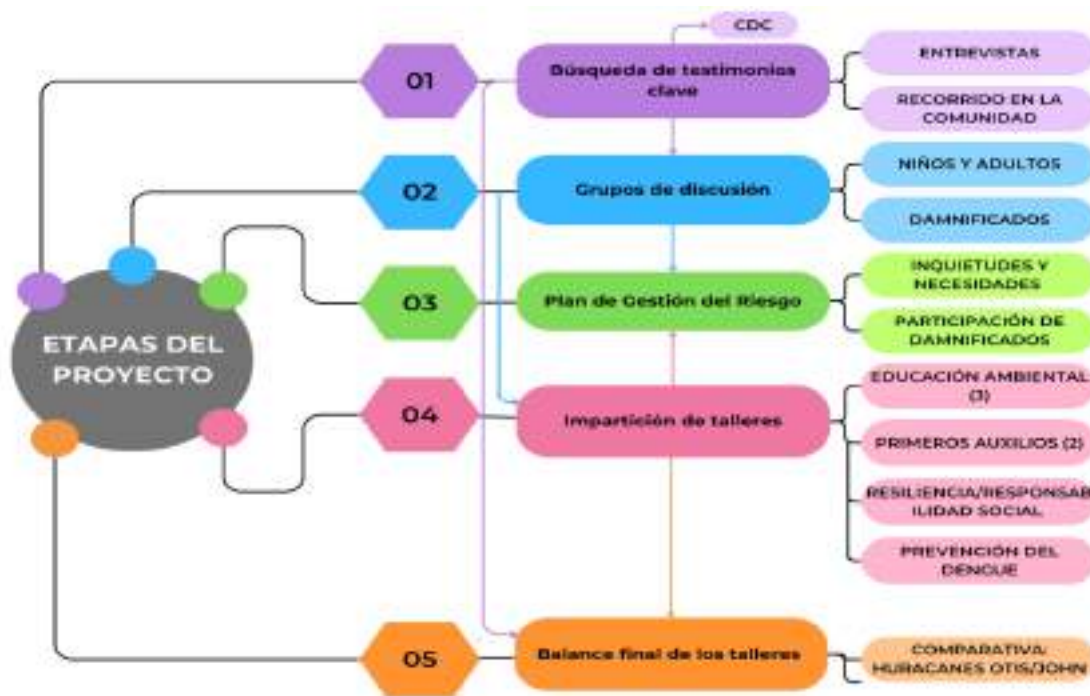 CDC
01
Búsqueda de testimonios
clave
ENTREVISTAS
RECORRIDO EN LA
COMUNIDAD
02
Grupos de discusión
NIÑOS Y ADULTOS
DAMNIFICADOS
03
Plan de Gestión del Riesgo
INQUIETUDES Y
NECESIDADES
PARTICIPACIÓN DE
DAMNIFICADOS
ETAPAS DEL
PROYECTO
04
Impartición de talleres
EDUCACIÓN AMBIENTAL
(3)
PRIMEROS AUXILIOS (2)
RESILIENCIA/RESPONSAB
ILIDAD SOCIAL
PREVENCIÓN DEL
DENGUE
05
Balance final de los talleres
COMPARATIVA:
HURACANES OTIS/JOHN